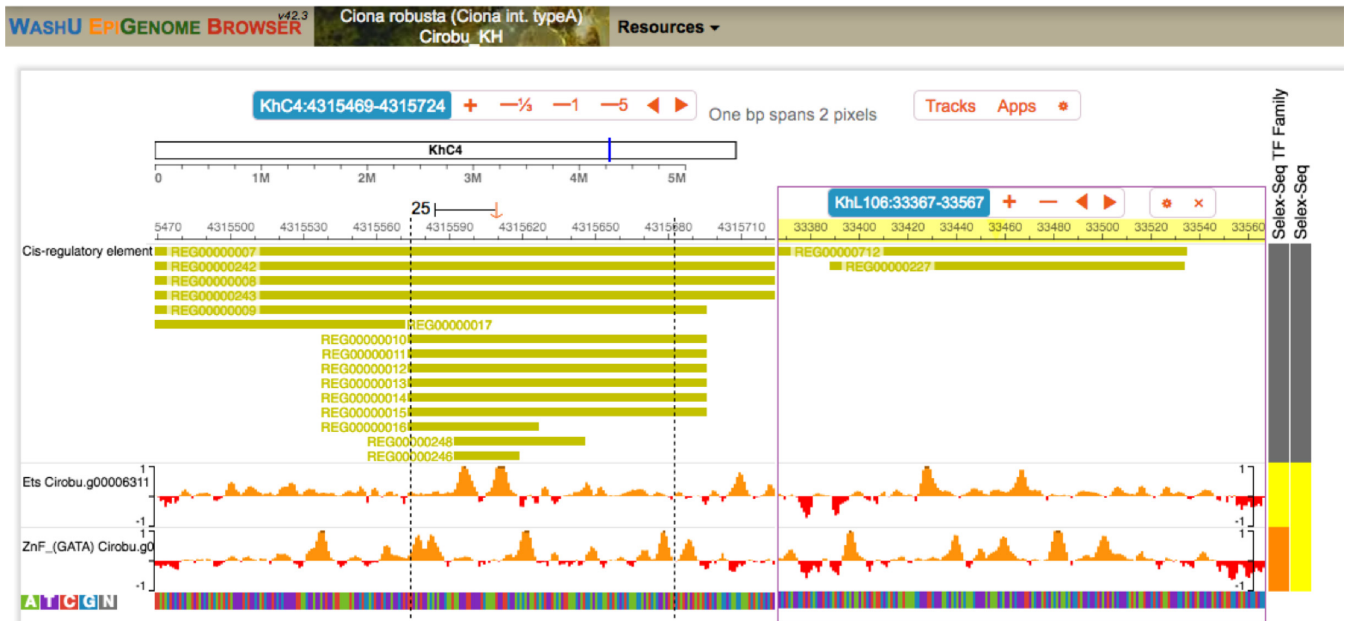 WASHU EPIGENOME BROWSER v42.3
Ciona robusta (Ciona int. typeA)
Cirobu_KH
Resources
KhC4:4315469-4315724 + —⅓ —1 —5
One bp spans 2 pixels
Tracks Apps
KhC4
0 1M 2M 3M 4M 5M
25
KhL106:33367-33567 + — ×
Selex-Seq TF Family
Selex-Seq
5470 4315500 4315530 4315560 4315590 4315620 4315650 4315680 4315710 33380 33400 33420 33440 33460 33480 33500 33520 33540 33560
Cis-regulatory element REG00000007 REG00000712
REG00000242 REG00000227
REG00000008
REG00000243
REG00000009
REG00000017
REG00000010
REG00000011
REG00000012
REG00000013
REG00000014
REG00000015
REG00000016
REG00000248
REG00000246
1 1
Ets Cirobu.g00006311
-1 -1
1 1
ZnF_(GATA) Cirobu.g0
-1 -1
A T C G N